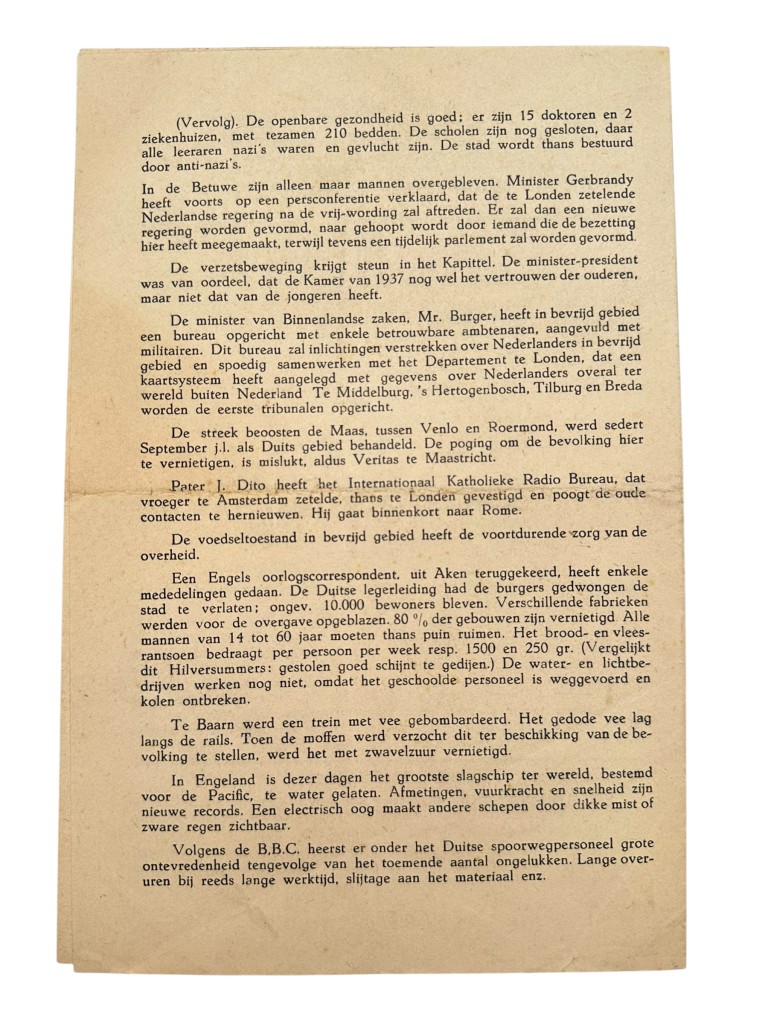 (Vervolg). De openbare gezondheid is goed; er zijn 15 doktoren en 2
ziekenhuizen, met tezamen 210 bedden. De scholen zijn nog gesloten, daar
alle leeraren nazi's waren en gevlucht zijn. De stad wordt thans bestuurd
door anti-nazi's.
In de Betuwe zijn alleen maar mannen overgebleven. Minister Gerbrandy
heeft voorts op een persconferentie verklaard, dat de te Londen zetelende
Nederlandse regering na de vrij-wording zal aftreden. Er zal dan een nieuwe
regering worden gevormd, naar gehoopt wordt door iemand die de bezetting
hier heeft meegemaakt, terwijl tevens een tijdelijk parlement zal worden gevormd.
De verzetsbeweging krijgt steun in het Kapittel. De minister-president
was van oordeel, dat de Kamer van 1937 nog wel het vertrouwen der ouderen,
maar niet dat van de jongeren heeft.
De minister van Binnenlandse zaken, Mr. Burger, heeft in bevrijd gebied
een bureau opgericht met enkele betrouwbare ambtenaren, aangevuld met
militairen. Dit bureau zal inlichtingen verstrekken over Nederlanders in bevrijd
gebied en spoedig samenwerken met het Departement te Londen, dat een
kaartsysteem heeft aangelegd met gegevens over Nederlanders overal ter
wereld buiten Nederland Te Middelburg, 's Hertogenbosch, Tilburg en Breda
worden de eerste tribunalen opgericht.
De streek beoosten de Maas, tussen Venlo en Roermond, werd sedert
September j.l. als Duits gebied behandeld. De poging om de bevolking hier
te vernietigen, is mislukt, aldus Veritas te Maastricht.
Pater J. Dito heeft het Internationaal Katholieke Radio Bureau, dat
vroeger te Amsterdam zetelde, thans te Londen gevestigd en poogt de oude
contacten te hernieuwen. Hij gaat binnenkort naar Rome.
De voedseltoestand in bevrijd gebied heeft de voortdurende zorg van de
overheid.
Een Engels oorlogscorrespondent, uit Aken teruggekeerd, heeft enkele
mededelingen gedaan. De Duitse legerleiding had de burgers gedwongen de
stad te verlaten; ongev. 10.000 bewoners bleven. Verschillende fabrieken
werden voor de overgave opgeblazen. 80 % der gebouwen zijn vernietigd Alle
mannen van 14 tot 60 jaar moeten thans puin ruimen. Het brood- en vlees-
rantsoen bedraagt per persoon per week resp. 1500 en 250 gr. (Vergelijkt
dit Hilversummers: gestolen goed schijnt te gedijen.) De water- en lichtbe-
drijven werken nog niet, omdat het geschoolde personeel is weggevoerd en
kolen ontbreken.
Te Baarn werd een trein met vee gebombardeerd. Het gedode vee lag
langs de rails. Toen de moffen werd verzocht dit ter beschikking van de be-
volking te stellen, werd het met zwavelzuur vernietigd.
In Engeland is dezer dagen het grootste slagschip ter wereld, bestemd
voor de Pacific, te water gelaten. Afmetingen, vuurkracht en snelheid zijn
nieuwe records. Een electrisch oog maakt andere schepen door dikke mist of
zware regen zichtbaar.
Volgens de B,B.C. heerst er onder het Duitse spoorwegpersoneel grote
ontevredenheid tengevolge van het toemende aantal ongelukken. Lange over-
uren bij reeds lange werktijd, slijtage aan het materiaal enz.